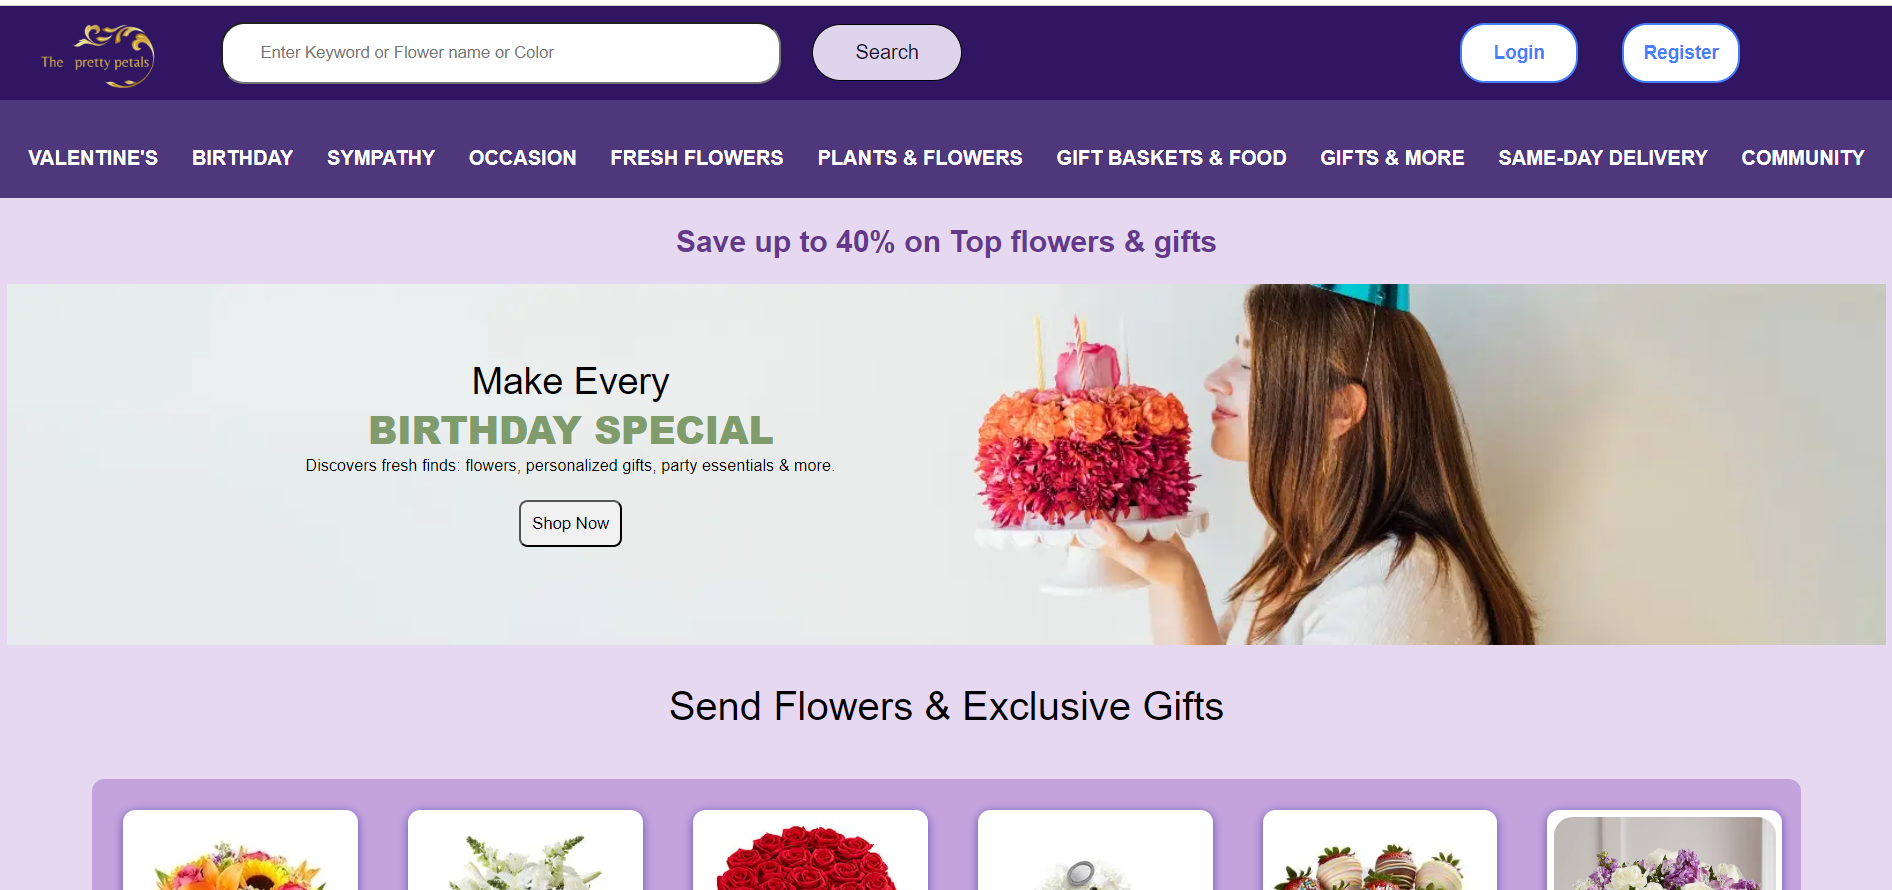 The pretty petals
Enter Keyword or Flower name or Color
Search
Login
Register
VALENTINE'S BIRTHDAY SYMPATHY OCCASION FRESH FLOWERS PLANTS & FLOWERS GIFT BASKETS & FOOD GIFTS & MORE SAME-DAY DELIVERY COMMUNITY
Save up to 40% on Top flowers & gifts
Make Every
BIRTHDAY SPECIAL
Discovers fresh finds: flowers, personalized gifts, party essentials & more.
Shop Now
Send Flowers & Exclusive Gifts